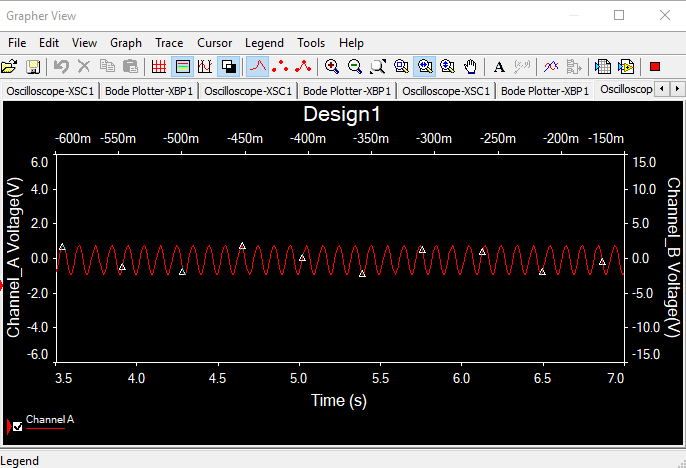 Grapher View
File Edit View Graph Trace Cursor Legend Tools Help
A
Oscilloscope-XSC1 Bode Plotter-XBP1 Oscilloscope-XSC1 Bode Plotter-XBP1 Oscilloscope-XSC1 Bode Plotter-XBP1 Oscilloscop
Design1
-600m -550m -500m -450m -400m -350m -300m -250m -200m -150m
Channel_A Voltage(V)
6.0
4.0
2.0
0.0
-2.0
-4.0
-6.0
15.0
10.0
5.0
0.0
-5.0
-10.0
-15.0
Channel_B Voltage(V)
3.5 4.0 4.5 5.0 5.5 6.0 6.5 7.0
Time (s)
Channel A
Legend